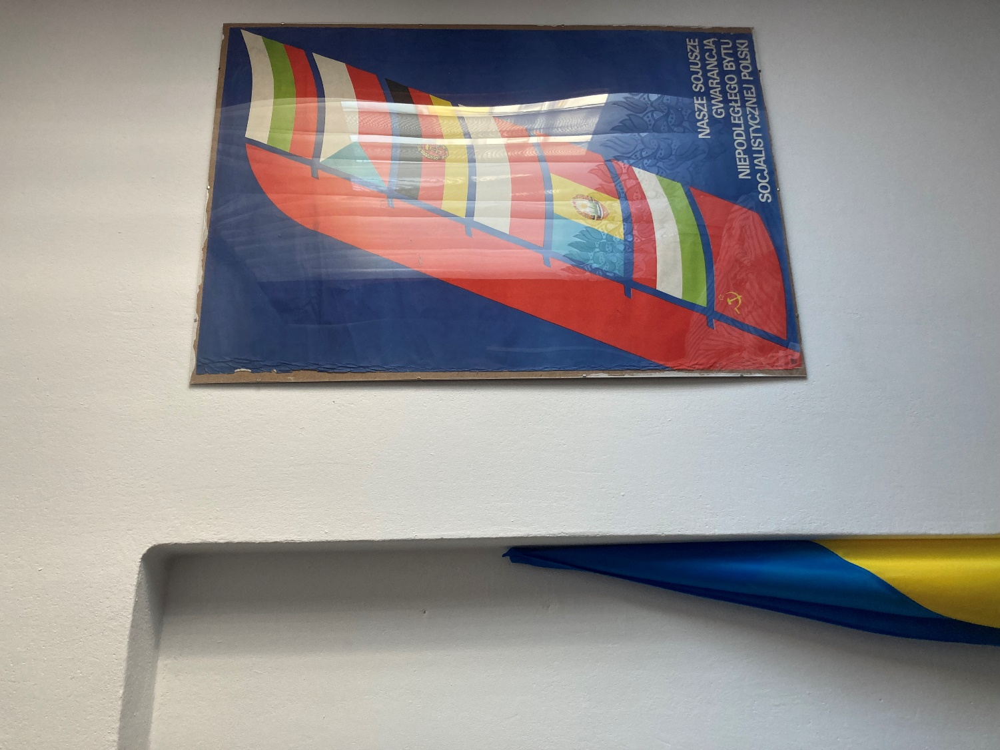 NASZE SOJUSZE
GWARANCJĄ
NIEPODLEGŁEGO BYTU
SOCJALISTYCZNEJ POLSKI